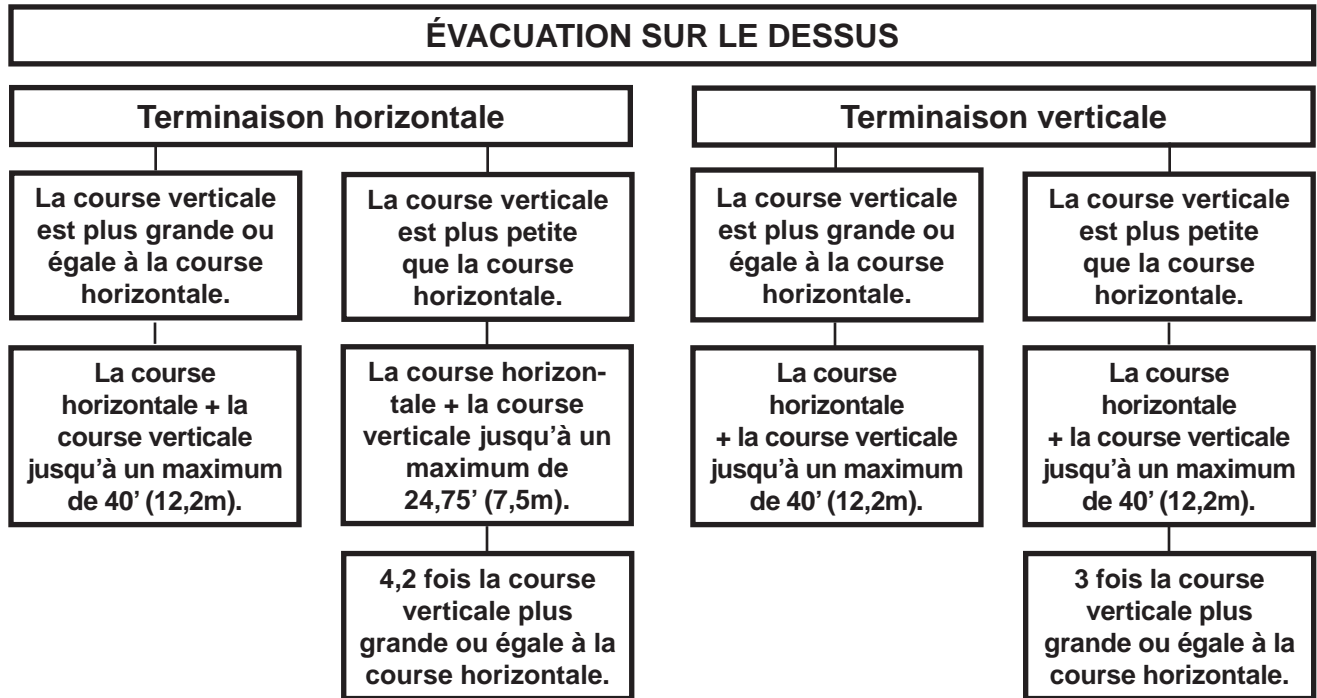 ÉVACUATION SUR LE DESSUS
Terminaison horizontale
La course verticale
est plus grande ou
égale à la course
horizontale.
La course
horizontale + la
course verticale
jusqu’à un maximum
de 40’ (12,2m).
La course verticale
est plus petite
que la course
horizontale.
La course horizon-
tale + la course
verticale jusqu’à un
maximum de
24,75’ (7,5m).
4,2 fois la course
verticale plus
grande ou égale à la
course horizontale.
Terminaison verticale
La course verticale
est plus grande ou
égale à la course
horizontale.
La course
horizontale
+ la course verticale
jusqu’à un maximum
de 40’ (12,2m).
La course verticale
est plus petite
que la course
horizontale.
La course
horizontale
+ la course verticale
jusqu’à un maximum
de 40’ (12,2m).
3 fois la course
verticale plus
grande ou égale à la
course horizontale.